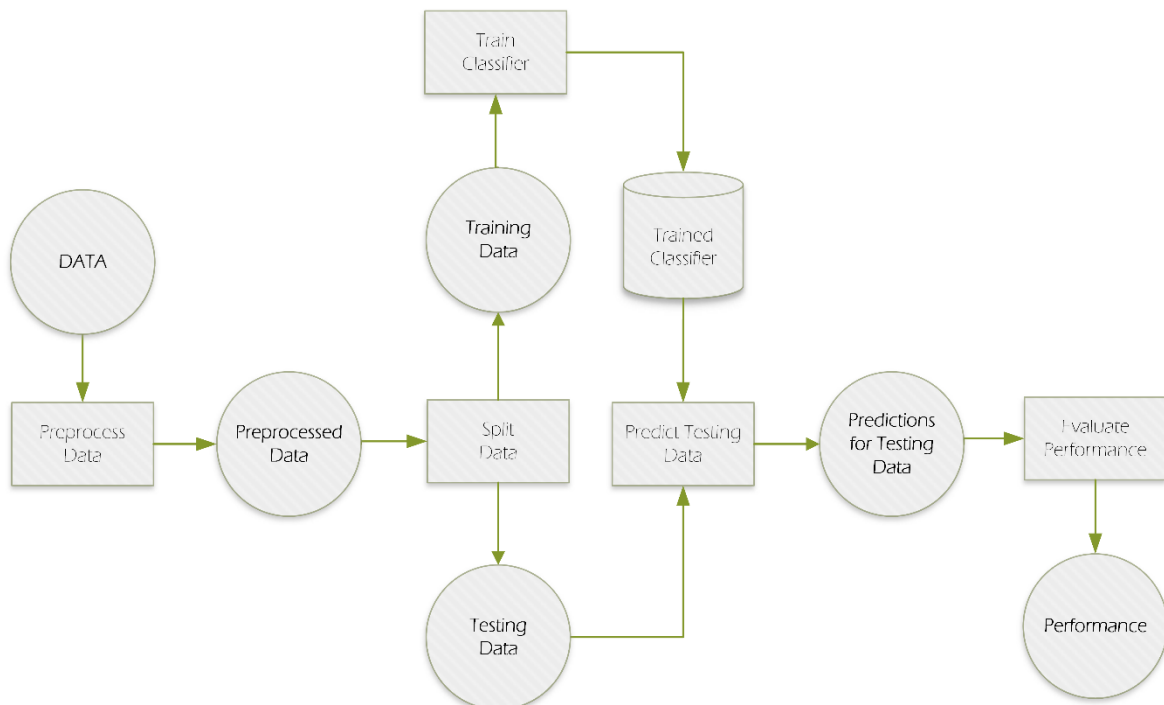 Train
Classifier
Training
Data
Trained
Classifier
DATA
Preprocess
Data
Preprocessed
Data
Split
Data
Predict Testing
Data
Predictions
for Testing
Data
Evaluate
Performance
Testing
Data
Performance